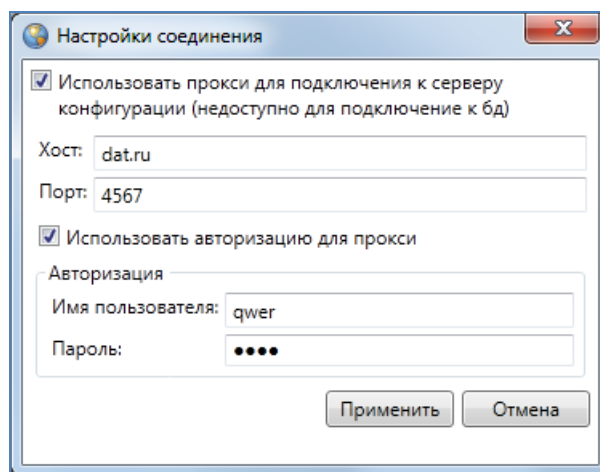 Настройки соединения
Использовать прокси для подключения к серверу
конфигурации (недоступно для подключение к бд)
Хост: dat.ru
Порт: 4567
Использовать авторизацию для прокси
Авторизация
Имя пользователя: qwer
Пароль: ●●●●
Применить Отмена